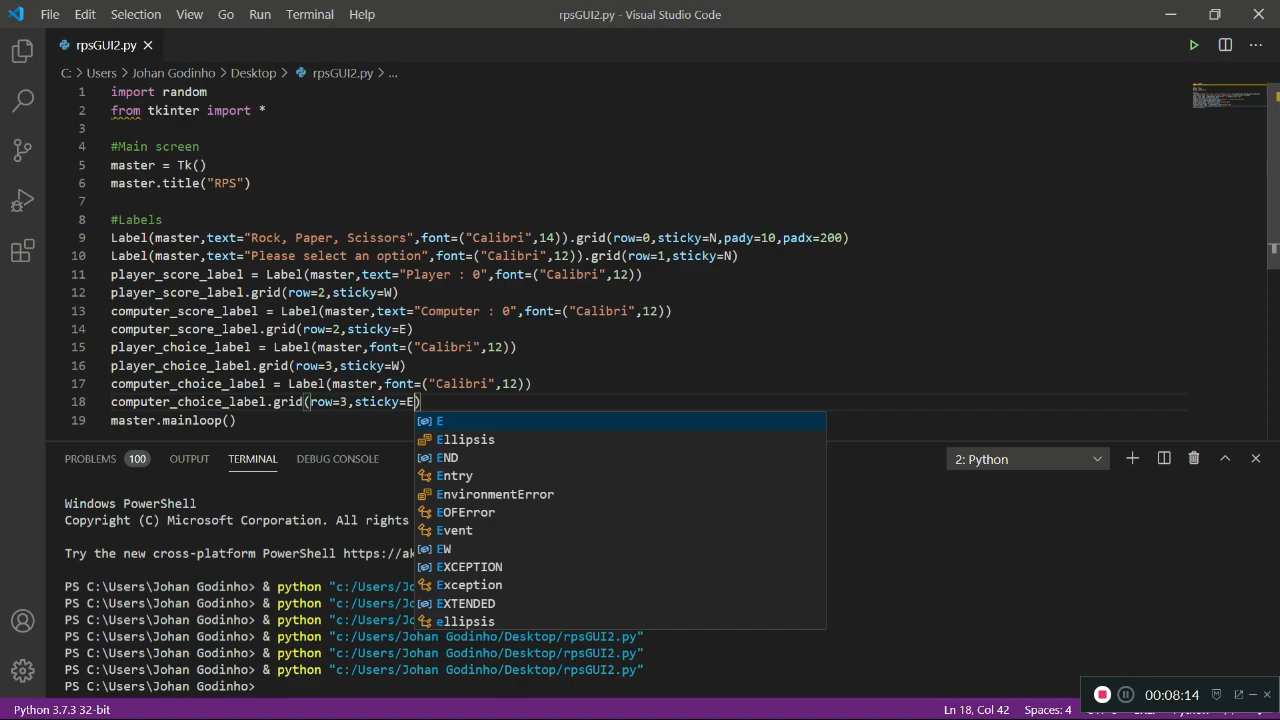 File Edit Selection View Go Run Terminal Help rpsGUI2.py - Visual Studio Code
rpsGUI2.py
C: > Users > Johan Godinho > Desktop > rpsGUI2.py > ...
1 import random
2 from tkinter import *
3
4 #Main screen
5 master = Tk()
6 master.title("RPS")
7
8 #Labels
9 Label(master,text="Rock, Paper, Scissors",font=("Calibri",14)).grid(row=0,sticky=N,pady=10,padx=200)
10 Label(master,text="Please select an option",font=("Calibri",12)).grid(row=1,sticky=N)
11 player_score_label = Label(master,text="Player : 0",font=("Calibri",12))
12 player_score_label.grid(row=2,sticky=W)
13 computer_score_label = Label(master,text="Computer : 0",font=("Calibri",12))
14 computer_score_label.grid(row=2,sticky=E)
15 player_choice_label = Label(master,font=("Calibri",12))
16 player_choice_label.grid(row=3,sticky=W)
17 computer_choice_label = Label(master,font=("Calibri",12))
18 computer_choice_label.grid(row=3,sticky=E)
19 master.mainloop()
E
Ellipsis
END
Entry
EnvironmentError
EOFError
Event
EW
EXCEPTION
Exception
EXTENDED
ellipsis
PROBLEMS 100 OUTPUT TERMINAL DEBUG CONSOLE 2: Python
Windows PowerShell
Copyright (C) Microsoft Corporation. All rights
Try the new cross-platform PowerShell https://ak
PS C:\Users\Johan Godinho> & python "c:/Users/Jo
PS C:\Users\Johan Godinho> & python "c:/Users/Jo
PS C:\Users\Johan Godinho> & python "c:/Users/Jo
PS C:\Users\Johan Godinho> & python "c:/Users/Johan Godinho/Desktop/rpsGUI2.py"
PS C:\Users\Johan Godinho> & python "c:/Users/Johan Godinho/Desktop/rpsGUI2.py"
PS C:\Users\Johan Godinho> & python "c:/Users/Johan Godinho/Desktop/rpsGUI2.py"
PS C:\Users\Johan Godinho>
00:08:14
Python 3.7.3 32-bit Ln 18, Col 42 Spaces: 4